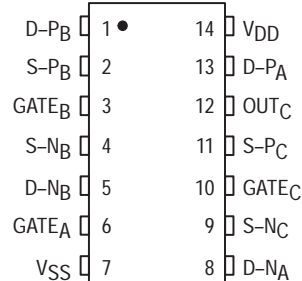 D–PB 1 14 VDD
S–PB 2 13 D–PA
GATEB 3 12 OUTC
S–NB 4 11 S–PC
D–NB 5 10 GATEC
GATEA 6 9 S–NC
VSS 7 8 D–NA